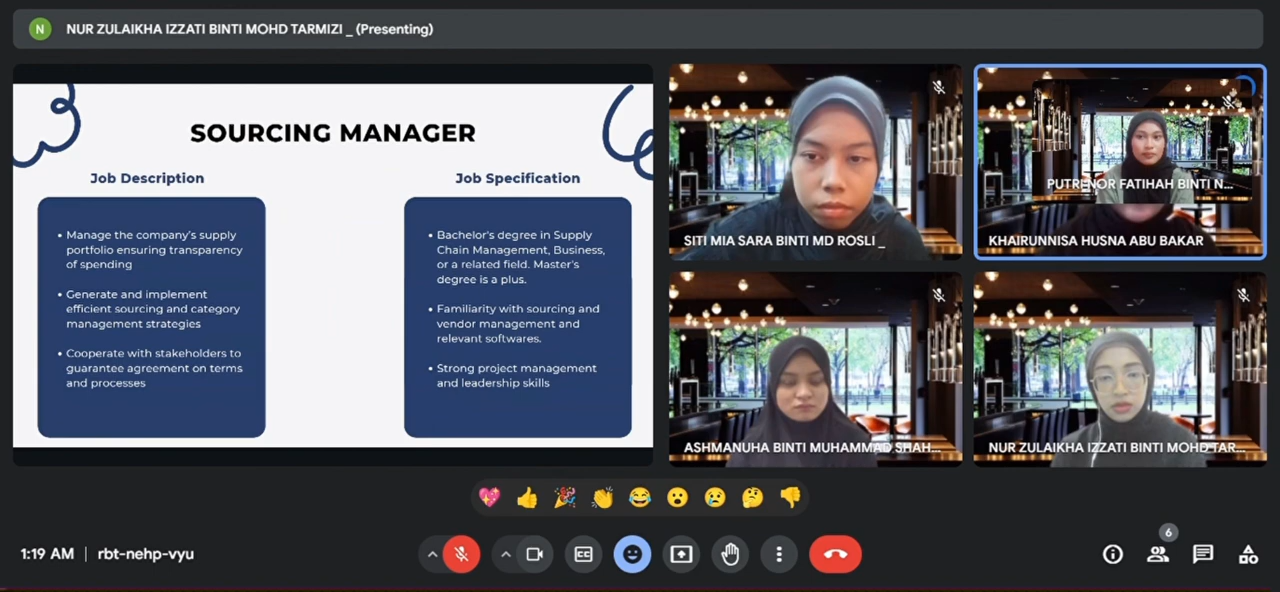 N
NUR ZULAIKHA IZZATI BINTI MOHD TARMIZI _ (Presenting)
SOURCING MANAGER
Job Description
• Manage the company's supply
portfolio ensuring transparency
of spending
• Generate and implement
efficient sourcing and category
management strategies
• Cooperate with stakeholders to
guarantee agreement on terms
and processes
Job Specification
• Bachelor's degree in Supply
Chain Management, Business,
or a related field. Master's
degree is a plus.
• Familiarity with sourcing and
vendor management and
relevant softwares.
• Strong project management
and leadership skills
SITI MIA SARA BINTI MD ROSLI _
PUTRI NOR FATIHAH BINTI N...
KHAIRUNNISA HUSNA ABU BAKAR
ASHMANUHA BINTI MUHAMMAD SHAH...
NUR ZULAIKHA IZZATI BINTI MOHD TAR...
1:19 AM | rbt-nehp-vyu
CC
6